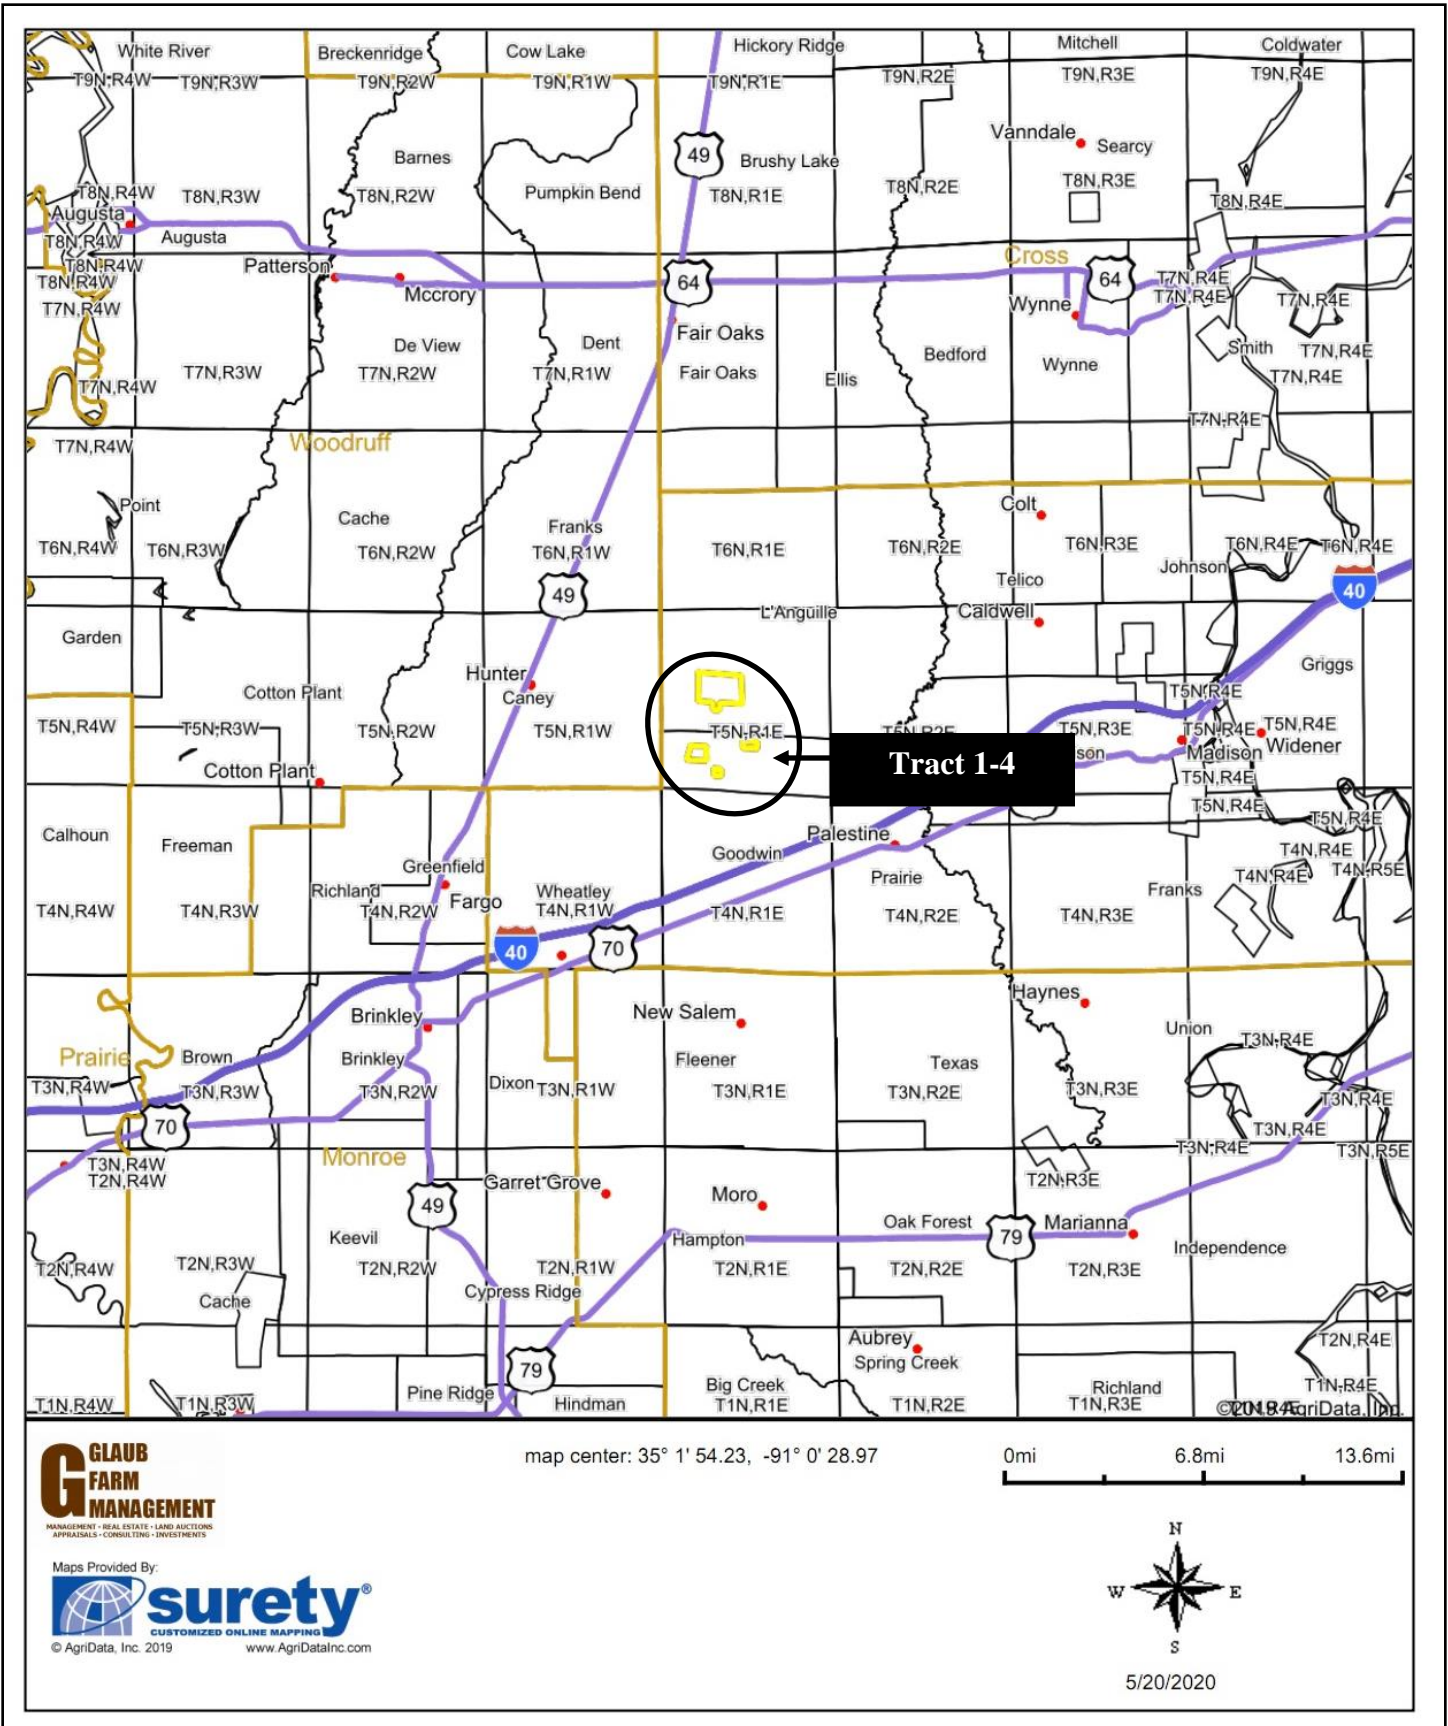 White River
Breckenridge
Cow Lake
Hickory Ridge
Mitchell
Coldwater
T9N,R4W
T9N,R3W
T9N,R2W
T9N,R1W
T9N,R1E
T9N,R2E
T9N,R3E
T9N,R4E
Vanndale
Searcy
49
Barnes
Brushy Lake
T8N,R4W
T8N,R3W
T8N,R2W
Pumpkin Bend
T8N,R1E
T8N,R2E
T8N,R3E
T8N,R4E
Augusta
T8N,R4W
Augusta
T8N,R4W
Patterson
T8N,R4W
Mccrory
64
Cross
64
T7N,R4E
T7N,R4E
T7N,R4E
T7N,R4W
Wynne
Fair Oaks
De View
Dent
Bedford
Wynne
Smith
T7N,R4E
T7N,R4W
T7N,R3W
T7N,R2W
T7N,R1W
Fair Oaks
Ellis
T7N,R4E
T7N,R4E
T7N,R4W
Woodruff
Point
Cache
Franks
Colt
T6N,R4W
T6N,R3W
T6N,R2W
T6N,R1W
T6N,R1E
T6N,R2E
T6N,R3E
T6N,R4E
T6N,R4E
Johnson
Telico
40
49
L'Anguille
Caldwell
Garden
Hunter
Caney
Cotton Plant
Griggs
T5N,R4E
T5N,R4W
T5N,R3W
T5N,R2W
T5N,R1W
T5N,R1E
T5N,R2E
T5N,R3E
T5N,R4E
T5N,R4E
Widener
Madison
son
Tract 1-4
Cotton Plant
T5N,R4E
T5N,R4E
T5N,R4E
Calhoun
Freeman
Palestine
Goodwin
T4N,R4E
Greenfield
Richland
Fargo
Wheatley
Prairie
Franks
T4N,R4E
T4N,R5E
T4N,R4W
T4N,R3W
T4N,R2W
T4N,R1W
T4N,R1E
T4N,R2E
T4N,R3E
40
70
Brinkley
New Salem
Haynes
Union
T3N,R4E
Prairie
Brown
Brinkley
Fleener
Texas
T3N,R4W
T3N,R3W
T3N,R2W
Dixon
T3N,R1W
T3N,R1E
T3N,R2E
T3N,R3E
T3N,R4E
70
T3N,R4E
T3N,R4E
T3N,R5E
Monroe
T3N,R4W
T2N,R4W
Garret Grove
Moro
T2N,R3E
49
Keevil
Hampton
Oak Forest
79
Marianna
Independence
T2N,R4W
T2N,R3W
T2N,R2W
T2N,R1W
T2N,R1E
T2N,R2E
T2N,R3E
Cache
Cypress Ridge
Aubrey
Spring Creek
T2N,R4E
79
Pine Ridge
Hindman
Big Creek
Richland
T1N,R4E
T1N,R4W
T1N,R3W
T1N,R1E
T1N,R2E
T1N,R3E
©2019 AgriData, Inc.
GLAUB
FARM
MANAGEMENT
MANAGEMENT • REAL ESTATE • LAND AUCTIONS
APPRAISALS • CONSULTING • INVESTMENTS
map center: 35° 1' 54.23, -91° 0' 28.97
0mi 6.8mi 13.6mi
Maps Provided By:
surety®
CUSTOMIZED ONLINE MAPPING
© AgriData, Inc. 2019 www.AgriDataInc.com
N
W E
S
5/20/2020